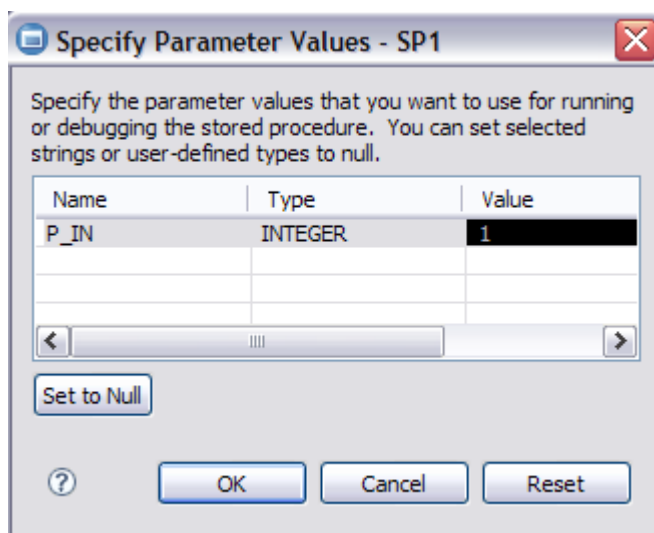 Specify Parameter Values - SP1
Specify the parameter values that you want to use for running
or debugging the stored procedure. You can set selected
strings or user-defined types to null.
Name Type Value
P_IN INTEGER 1
Set to Null
? OK Cancel Reset